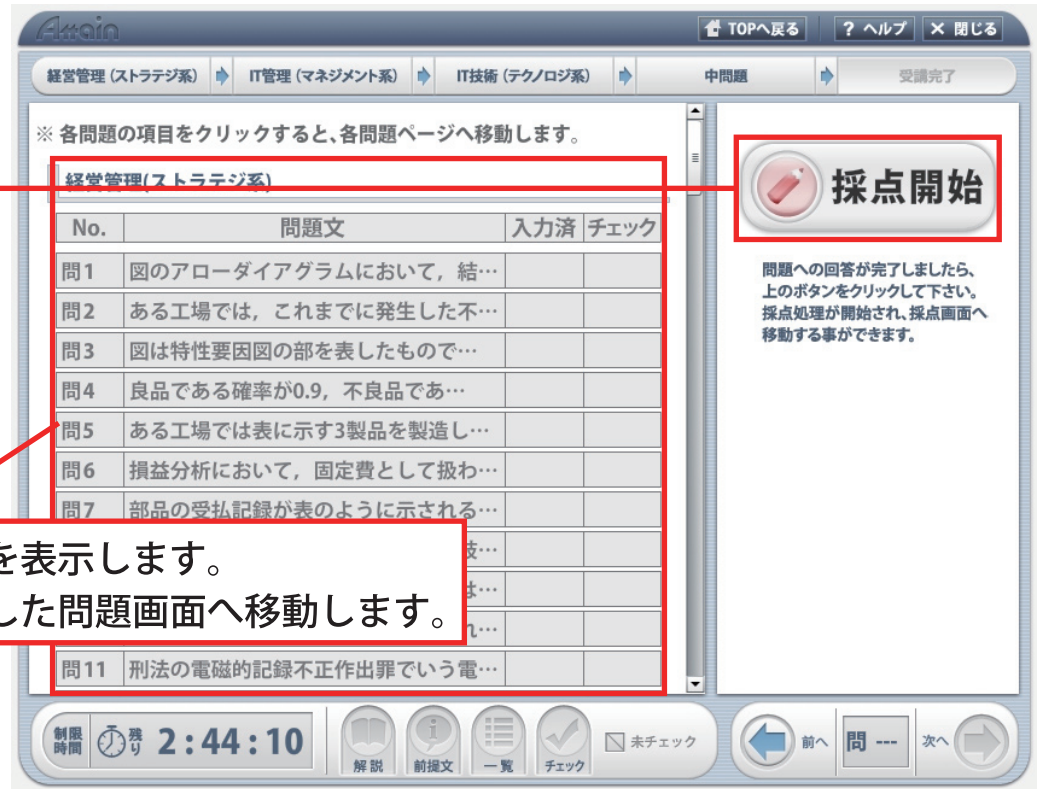 Attain
TOPへ戻る
? ヘルプ
× 閉じる
経営管理 (ストラテジ系)
IT管理 (マネジメント系)
IT技術 (テクノロジ系)
中問題
受講完了
※ 各問題の項目をクリックすると、各問題ページへ移動します。
経営管理(ストラテジ系)
No. 問題文 入力済 チェック
問1 図のアローダイアグラムにおいて，結…
問2 ある工場では，これまでに発生した不…
問3 図は特性要因図の部を表したもので…
問4 良品である確率が0.9，不良品であ…
問5 ある工場では表に示す3製品を製造し…
問6 損益分析において，固定費として扱わ…
問7 部品の受払記録が表のように示される…
を表示します。
した問題画面へ移動します。
は…
れ…
問11 刑法の電磁的記録不正作出罪でいう電…
採点開始
問題への回答が完了しましたら、
上のボタンをクリックして下さい。
採点処理が開始され、採点画面へ
移動する事ができます。
制限時間
残り
2:44:10
解説
前提文
一覧
チェック
未チェック
前へ
問 ---
次へ